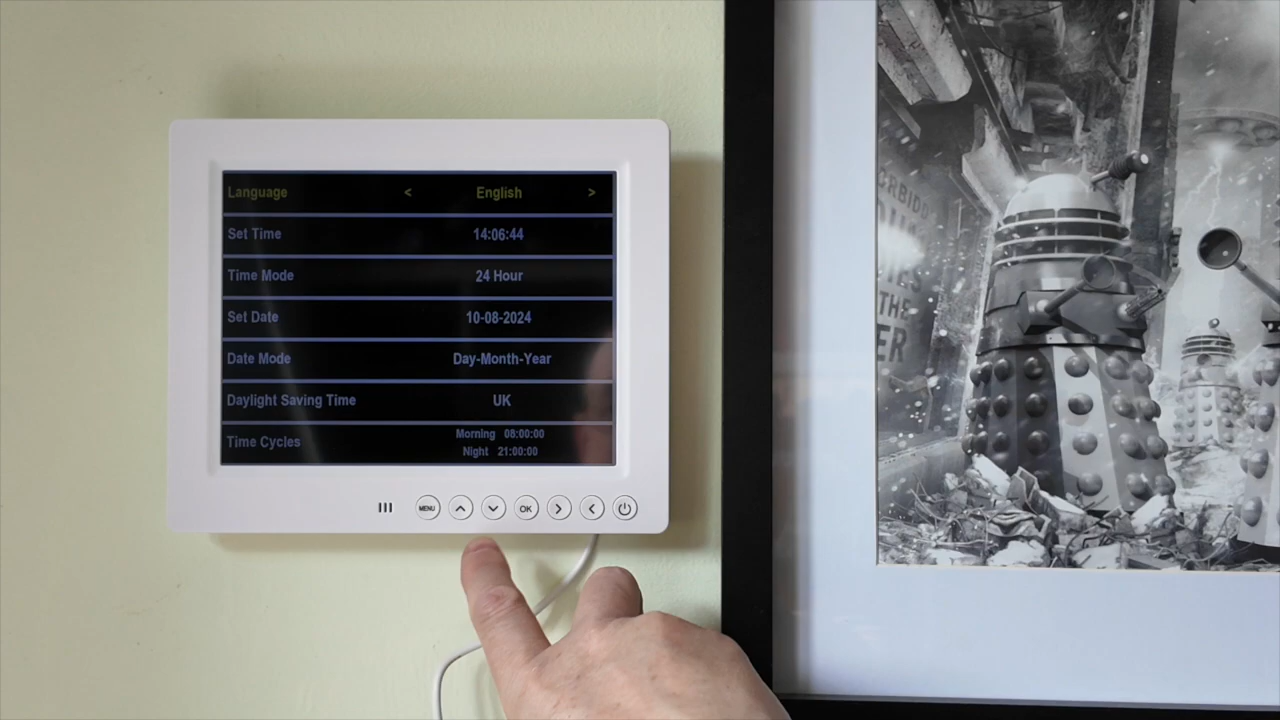 Language < English >
Set Time 14:06:44
Time Mode 24 Hour
Set Date 10-08-2024
Date Mode Day-Month-Year
Daylight Saving Time UK
Time Cycles Morning 08:00:00
Night 21:00:00
MENU OK
THE